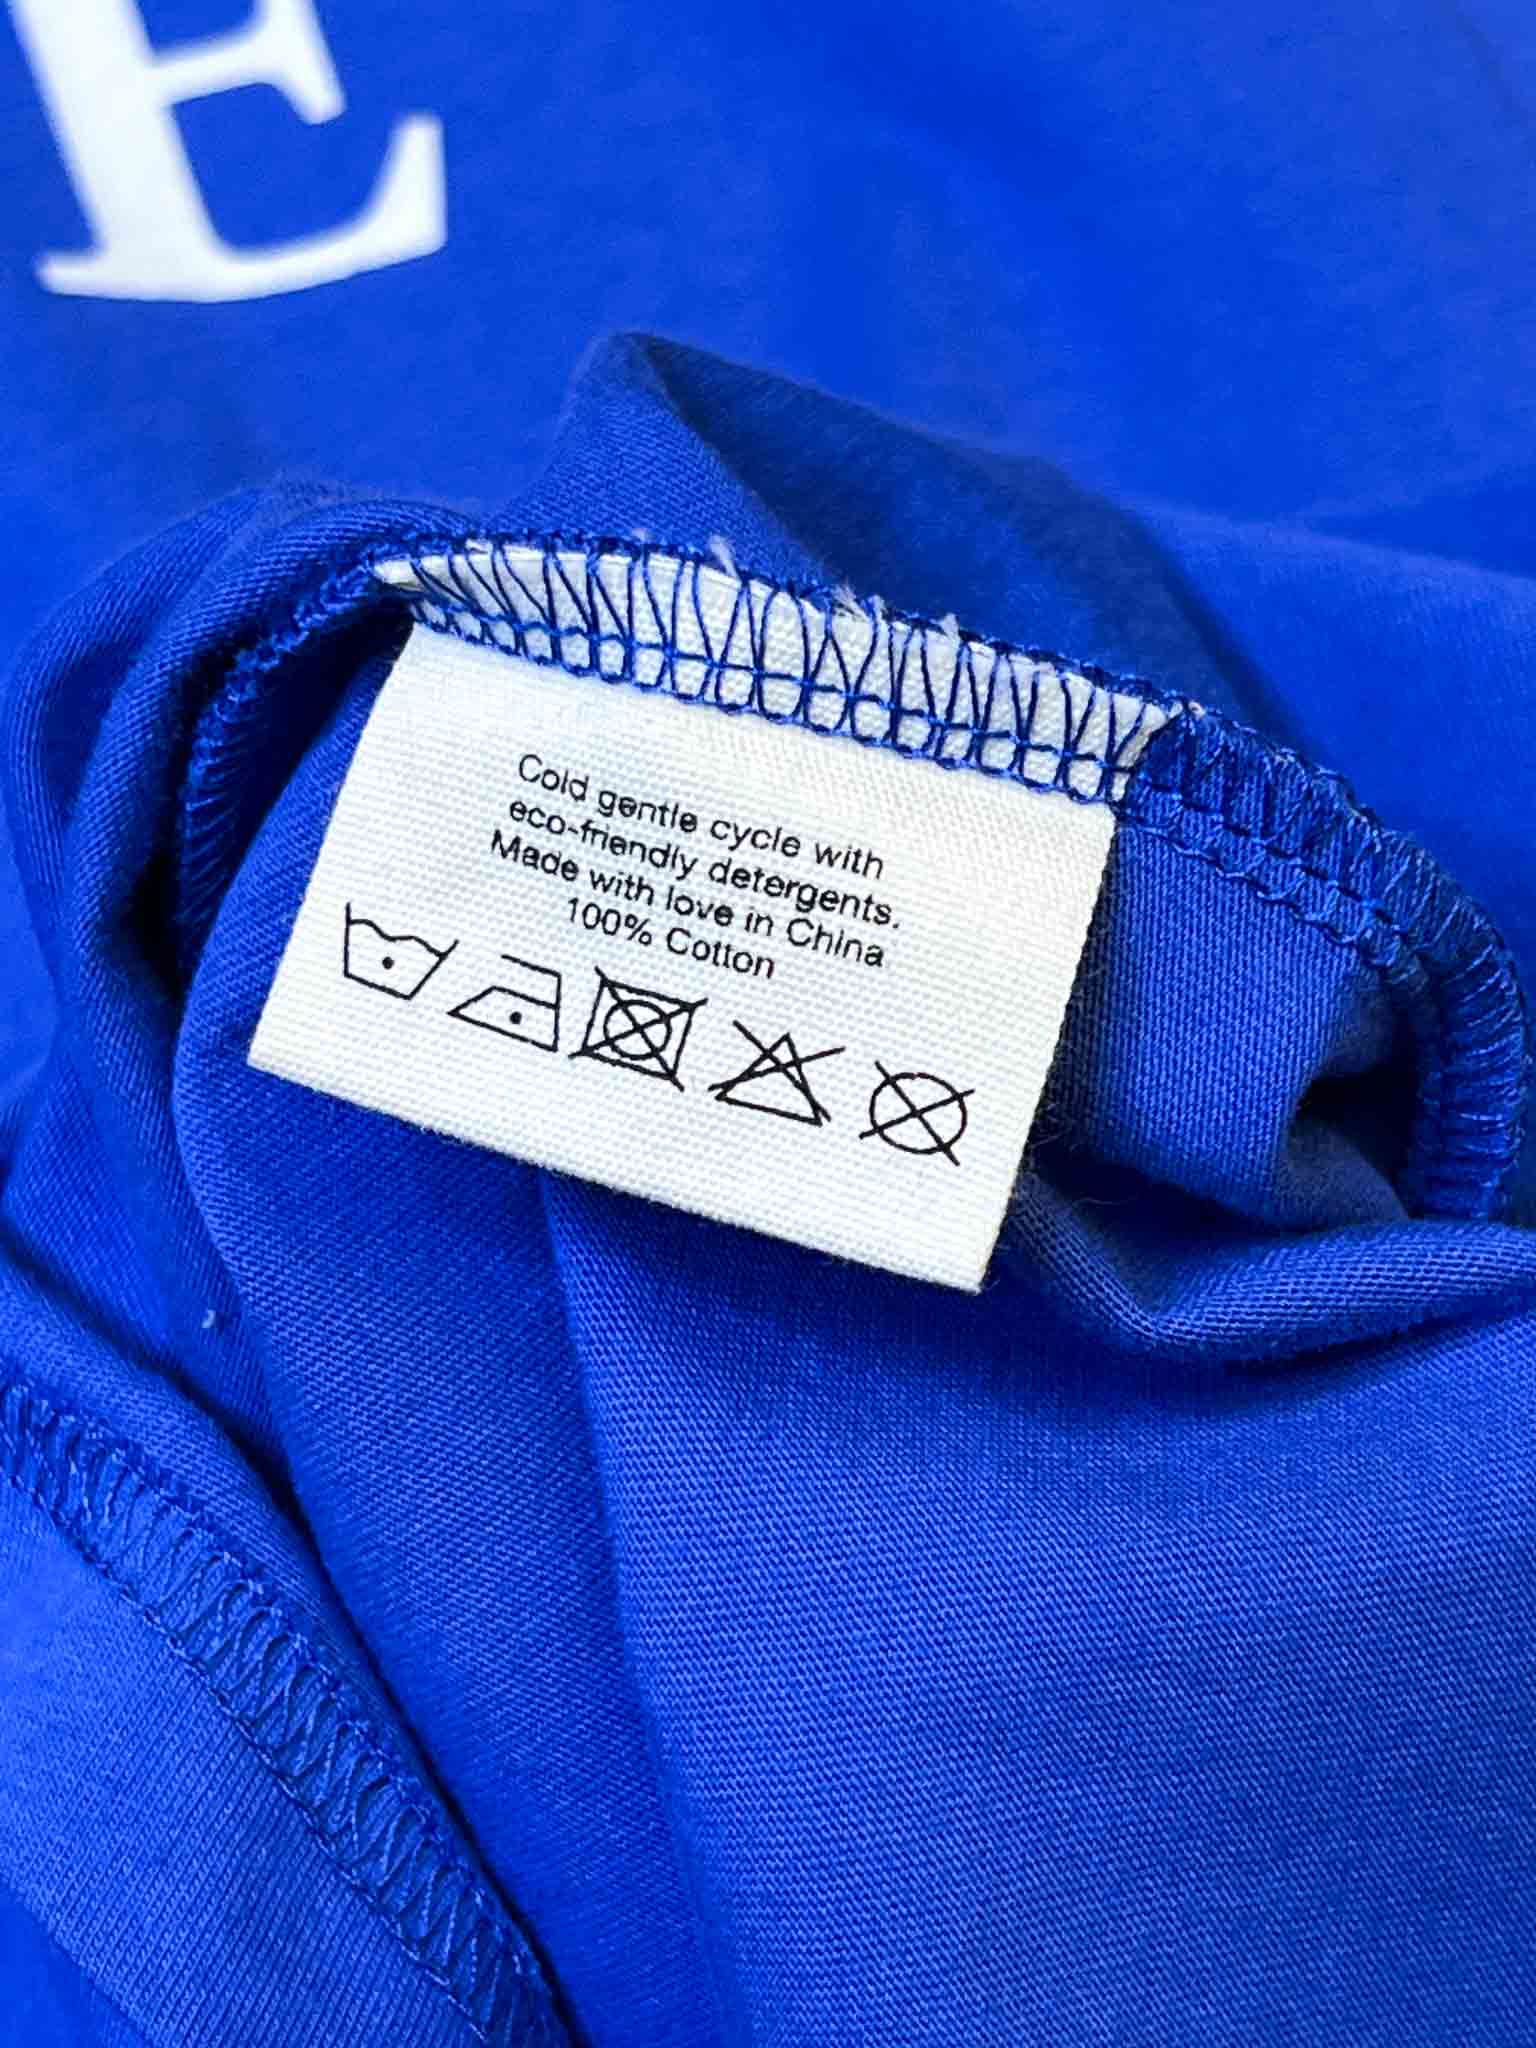 E
Cold gentle cycle with
eco-friendly detergents.
Made with love in China
100% Cotton